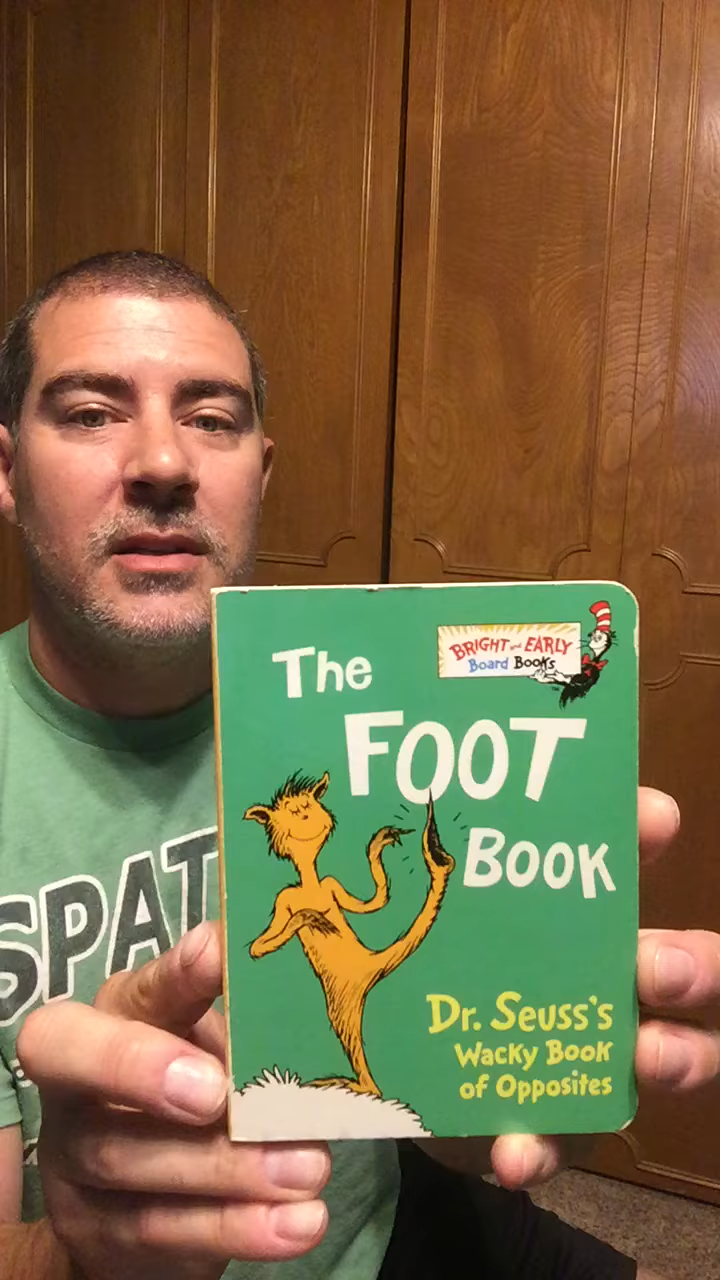 BRIGHT and EARLY
Board Books
The
FOOT
BOOK
Dr. Seuss's
Wacky Book
of Opposites
SPAT